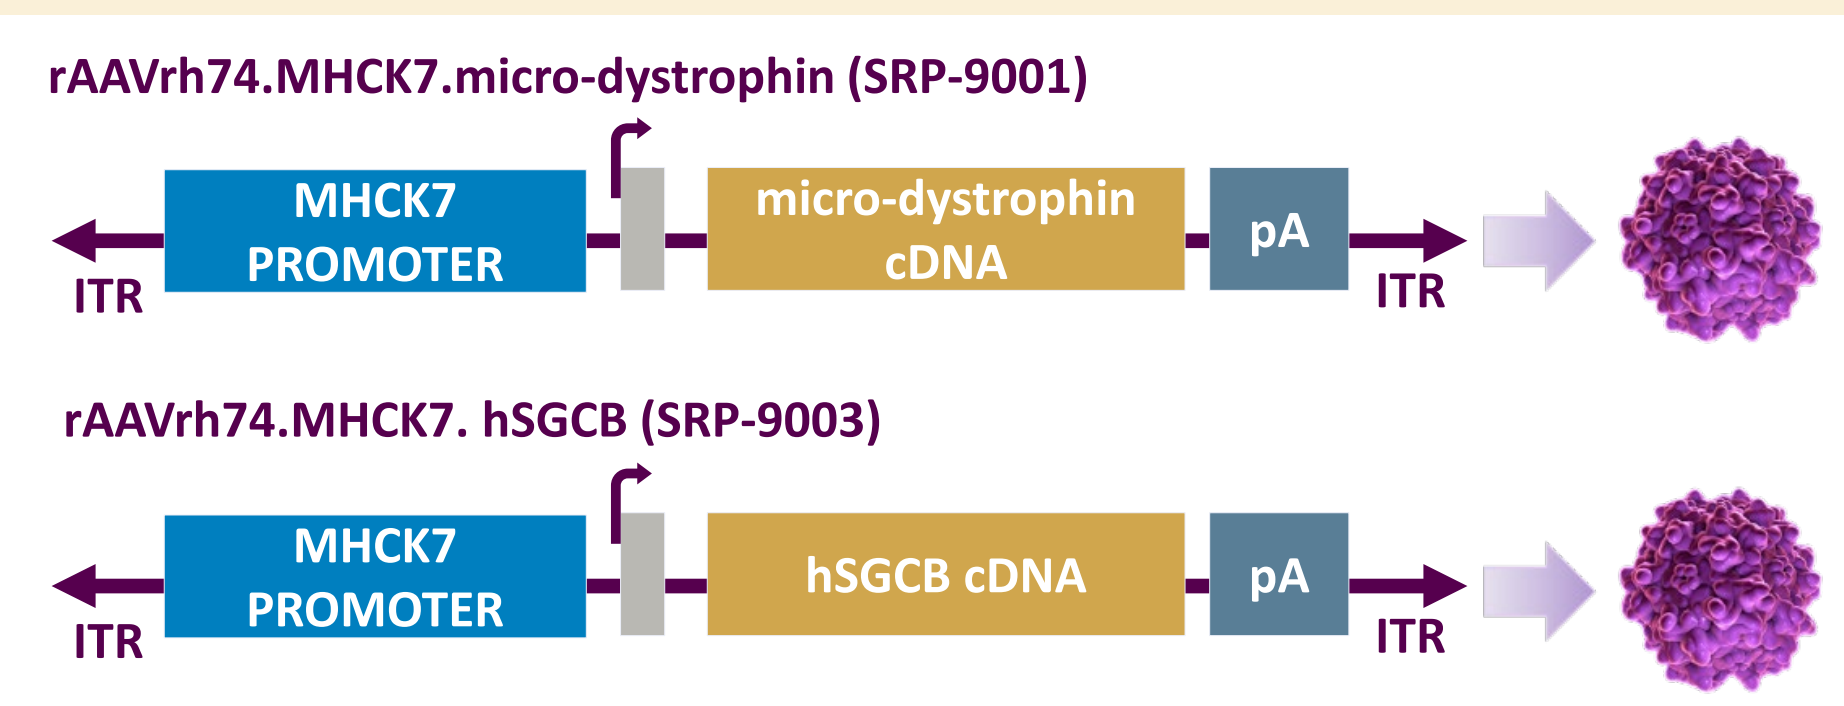 rAAVrh74.MHCK7.micro-dystrophin (SRP-9001)
MHCK7
PROMOTER
micro-dystrophin
cDNA
pA
ITR
ITR
rAAVrh74.MHCK7. hSGCB (SRP-9003)
MHCK7
PROMOTER
hSGCB cDNA
pA
ITR
ITR